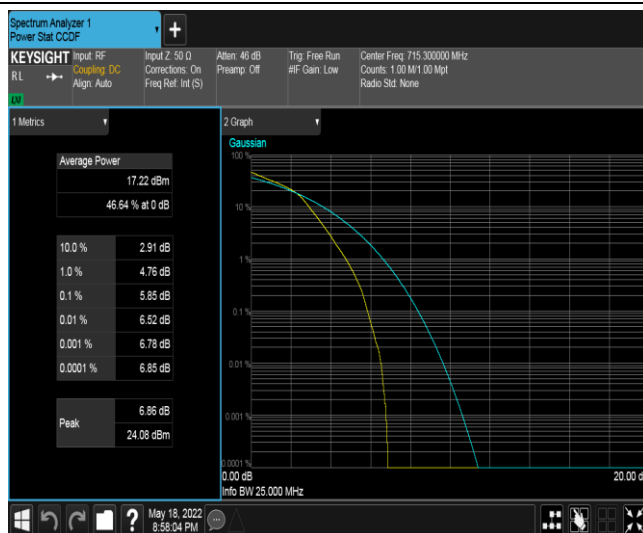 Spectrum Analyzer 1
Power Stat CCDF
+
KEYSIGHT
RL
LXI
Input: RF
Coupling: DC
Align: Auto
Input Z: 50 Ω
Corrections: On
Freq Ref: Int (S)
Atten: 46 dB
Preamp: Off
Trig: Free Run
#IF Gain: Low
Center Freq: 715.300000 MHz
Counts: 1.00 M/1.00 Mpt
Radio Std: None
1 Metrics
Average Power
17.22 dBm
46.64 % at 0 dB
10.0 % 2.91 dB
1.0 % 4.76 dB
0.1 % 5.85 dB
0.01 % 6.52 dB
0.001 % 6.78 dB
0.0001 % 6.85 dB
Peak
6.86 dB
24.08 dBm
2 Graph
Gaussian
100 %
10 %
1 %
0.1 %
0.01 %
0.001 %
0.0001 %
0.00 dB
20.00 d
Info BW 25.000 MHz
?
May 18, 2022
8:58:04 PM